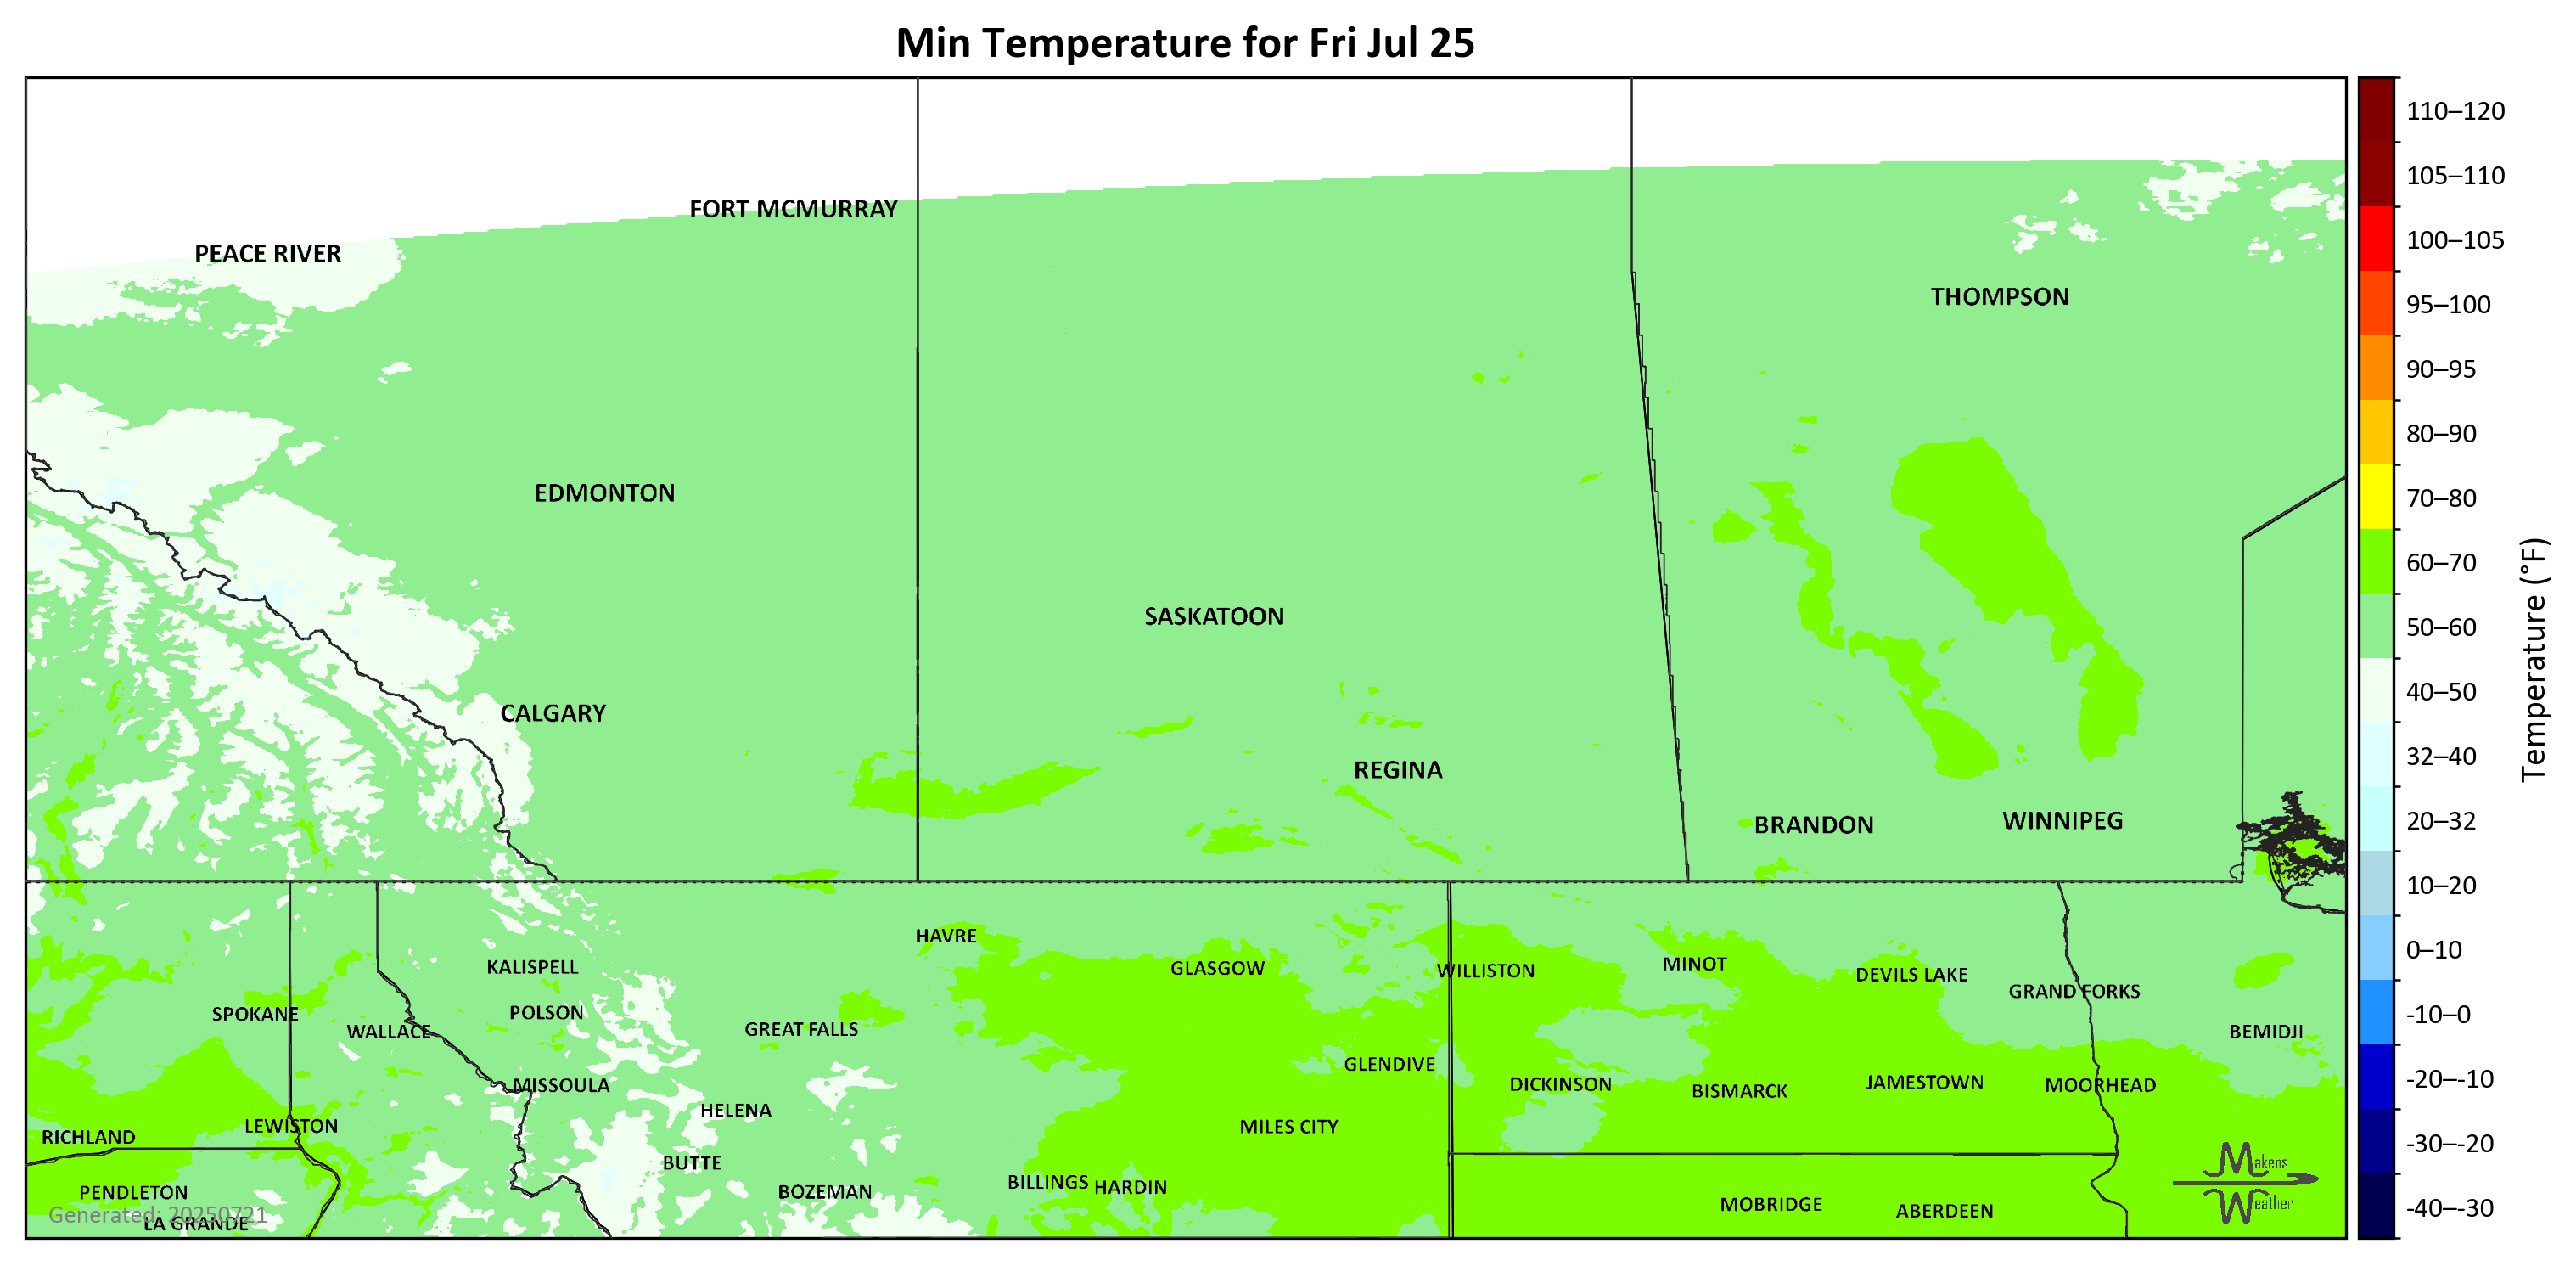 Min Temperature for Fri Jul 25
110–120
105–110
100–105
95–100
90–95
80–90
70–80
60–70
50–60
40–50
32–40
20–32
10–20
0–10
-10–0
-20–-10
-30–-20
-40–-30
Temperature (°F)
FORT MCMURRAY
PEACE RIVER
THOMPSON
EDMONTON
SASKATOON
CALGARY
REGINA
BRANDON
WINNIPEG
HAVRE
KALISPELL
GLASGOW
WILLISTON
MINOT
DEVILS LAKE
GRAND FORKS
SPOKANE
POLSON
WALLACE
GREAT FALLS
BEMIDJI
GLENDIVE
MISSOULA
DICKINSON
BISMARCK
JAMESTOWN
MOORHEAD
HELENA
LEWISTON
MILES CITY
RICHLAND
BUTTE
PENDLETON
BOZEMAN
BILLINGS
HARDIN
MOBRIDGE
ABERDEEN
Generated: 20250721
LA GRANDE
Makens
Weather